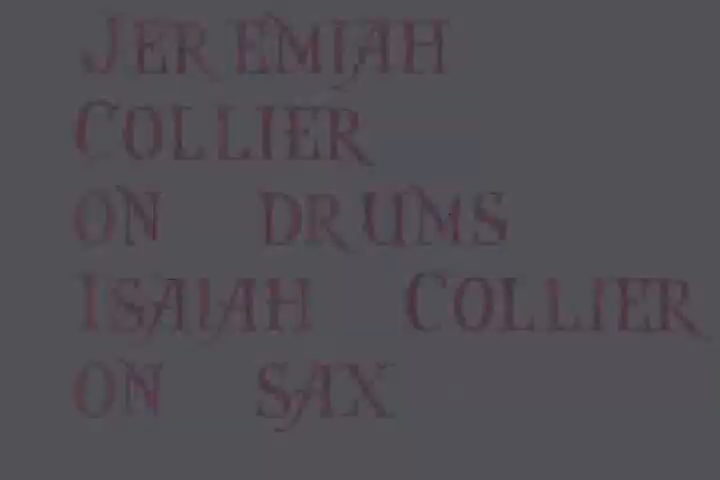 JEREMIAH
COLLIER
ON DRUMS
ISAIAH COLLIER
ON SAX